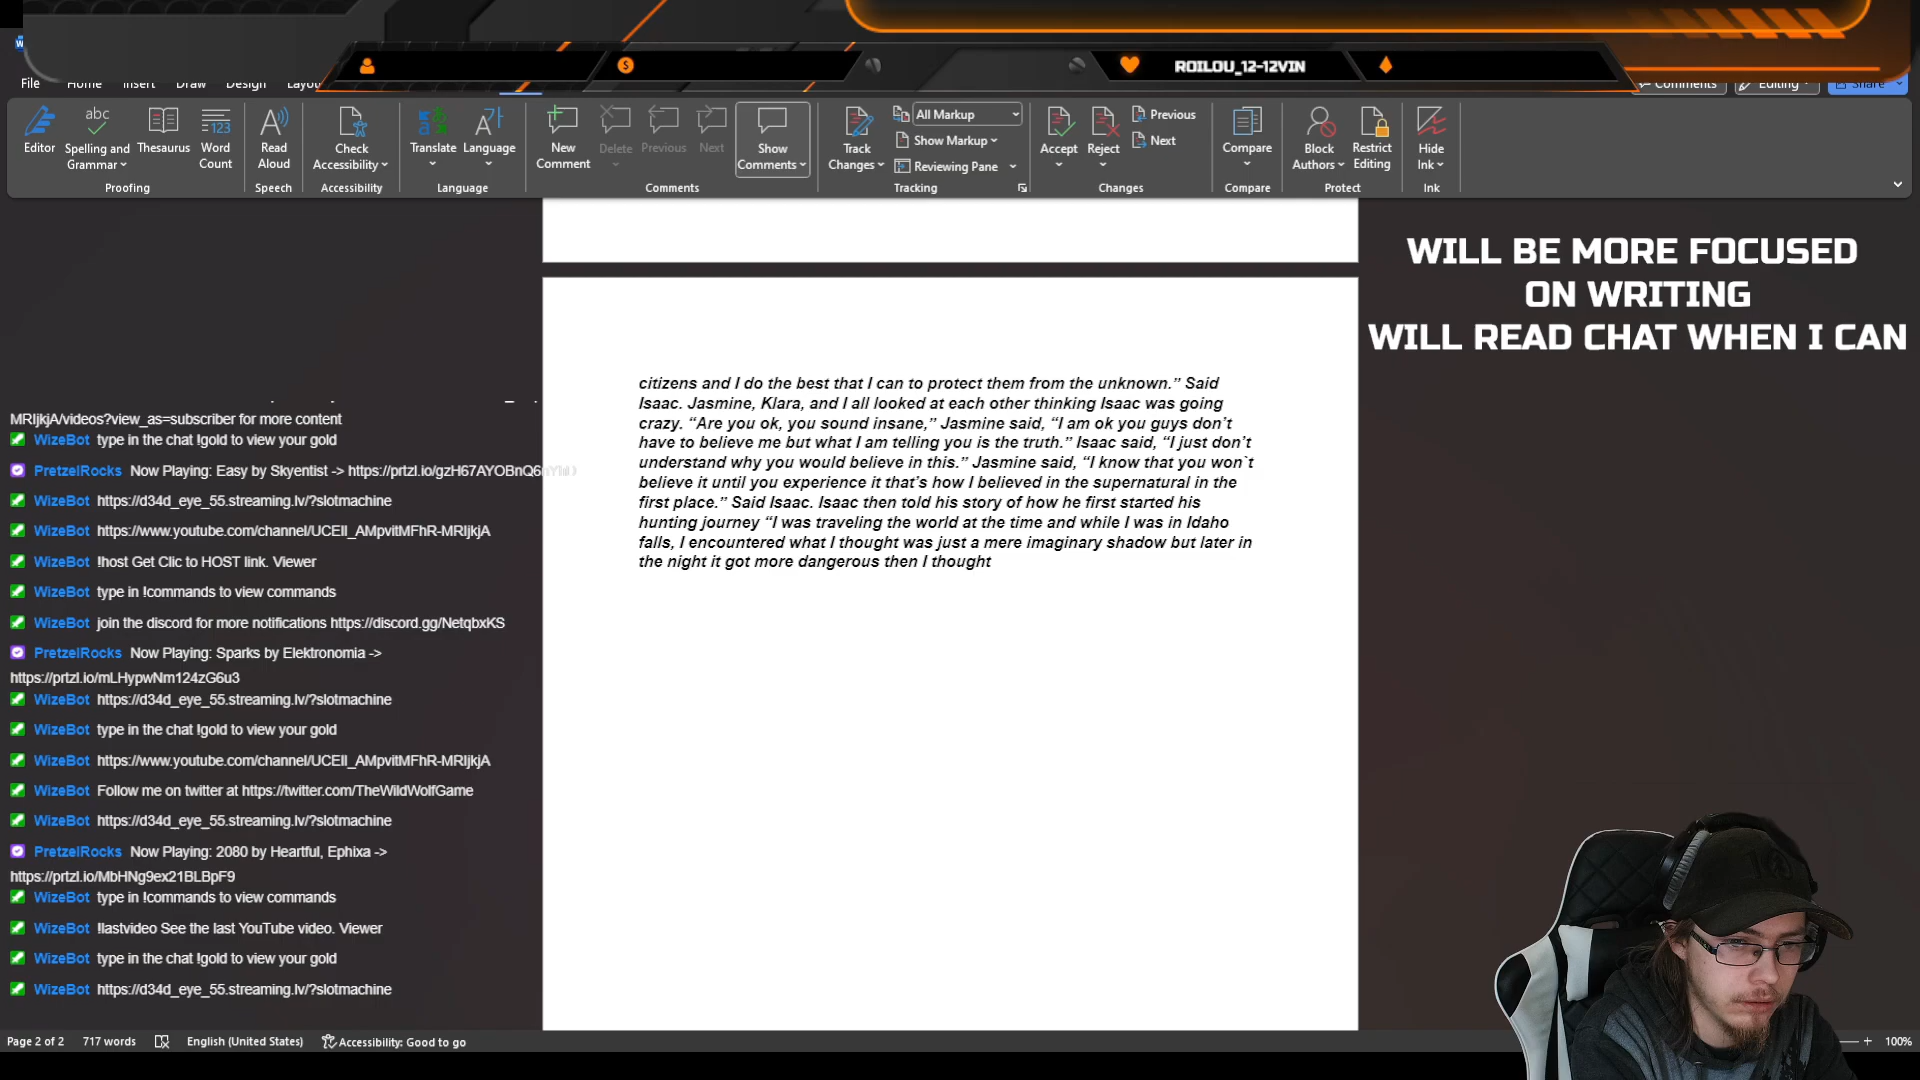 ROILOU_12-12VIN
File Home Insert Draw Design
Comments Editing Share
Editor
Spelling and Grammar
Thesaurus
Word Count
Read Aloud
Check Accessibility
Translate
Language
New Comment
Delete
Previous
Next
Show Comments
Track Changes
All Markup
Show Markup
Reviewing Pane
Accept
Reject
Previous
Next
Compare
Block Authors
Restrict Editing
Hide Ink
Proofing
Speech
Accessibility
Language
Comments
Tracking
Changes
Compare
Protect
Ink
WILL BE MORE FOCUSED
ON WRITING
WILL READ CHAT WHEN I CAN
citizens and I do the best that I can to protect them from the unknown.” Said
Isaac. Jasmine, Klara, and I all looked at each other thinking Isaac was going
crazy. “Are you ok, you sound insane,” Jasmine said, “I am ok you guys don’t
have to believe me but what I am telling you is the truth.” Isaac said, “I just don’t
understand why you would believe in this.” Jasmine said, “I know that you won`t
believe it until you experience it that’s how I believed in the supernatural in the
first place.” Said Isaac. Isaac then told his story of how he first started his
hunting journey “I was traveling the world at the time and while I was in Idaho
falls, I encountered what I thought was just a mere imaginary shadow but later in
the night it got more dangerous then I thought
MRIjkjA/videos?view_as=subscriber for more content
WizeBot type in the chat !gold to view your gold
PretzelRocks Now Playing: Easy by Skyentist ->
WizeBot https://d34d_eye_55.streaming.lv/?slotmachine
WizeBot https://www.youtube.com/channel/UCEIl_AMpvitMFhR-MRIjkjA
WizeBot !host Get Clic to HOST link. Viewer
WizeBot type in !commands to view commands
WizeBot join the discord for more notifications https://discord.gg/NetqbxKS
PretzelRocks Now Playing: Sparks by Elektronomia ->
https://prtzl.io/mLHypwNm124zG6u3
WizeBot https://d34d_eye_55.streaming.lv/?slotmachine
WizeBot type in the chat !gold to view your gold
WizeBot https://www.youtube.com/channel/UCEIl_AMpvitMFhR-MRIjkjA
WizeBot Follow me on twitter at https://twitter.com/TheWildWolfGame
WizeBot https://d34d_eye_55.streaming.lv/?slotmachine
PretzelRocks Now Playing: 2080 by Heartful, Ephixa ->
https://prtzl.io/MbHNg9ex21BLBpF9
WizeBot type in !commands to view commands
WizeBot !lastvideo See the last YouTube video. Viewer
WizeBot type in the chat !gold to view your gold
WizeBot https://d34d_eye_55.streaming.lv/?slotmachine
Page 2 of 2 717 words English (United States) Accessibility: Good to go
100%